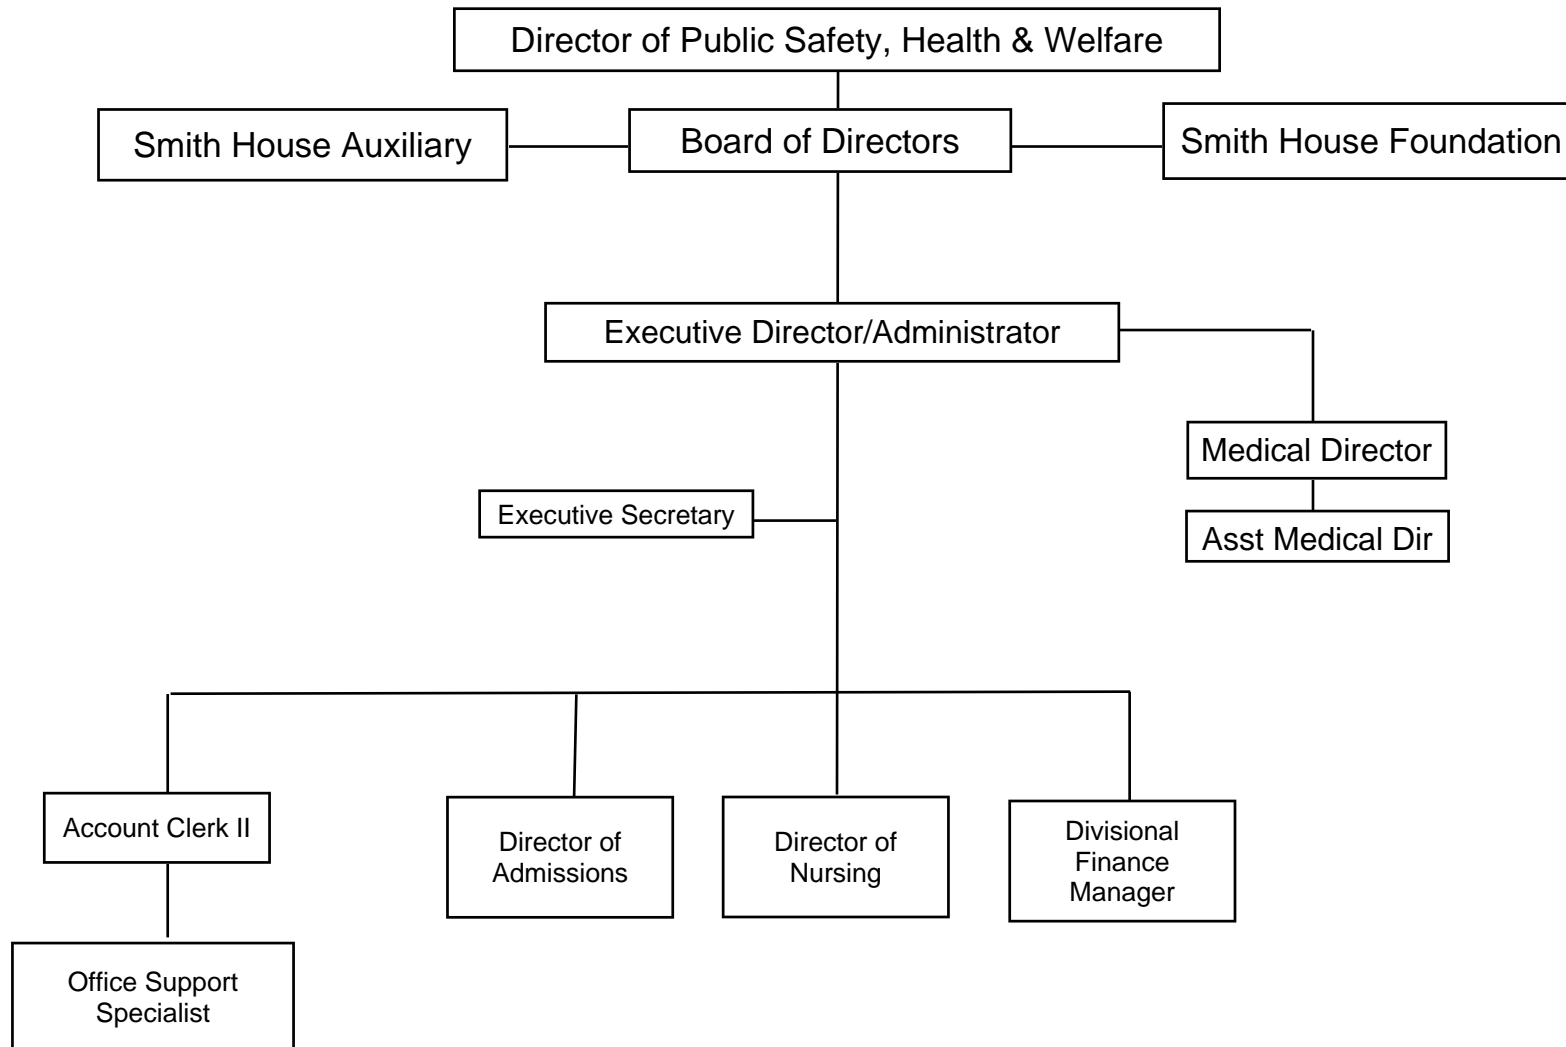 Director of Public Safety, Health & Welfare
Smith House Auxiliary
Board of Directors
Smith House Foundation
Executive Director/Administrator
Medical Director
Executive Secretary
Asst Medical Dir
Account Clerk II
Director of
Admissions
Director of
Nursing
Divisional
Finance
Manager
Office Support
Specialist